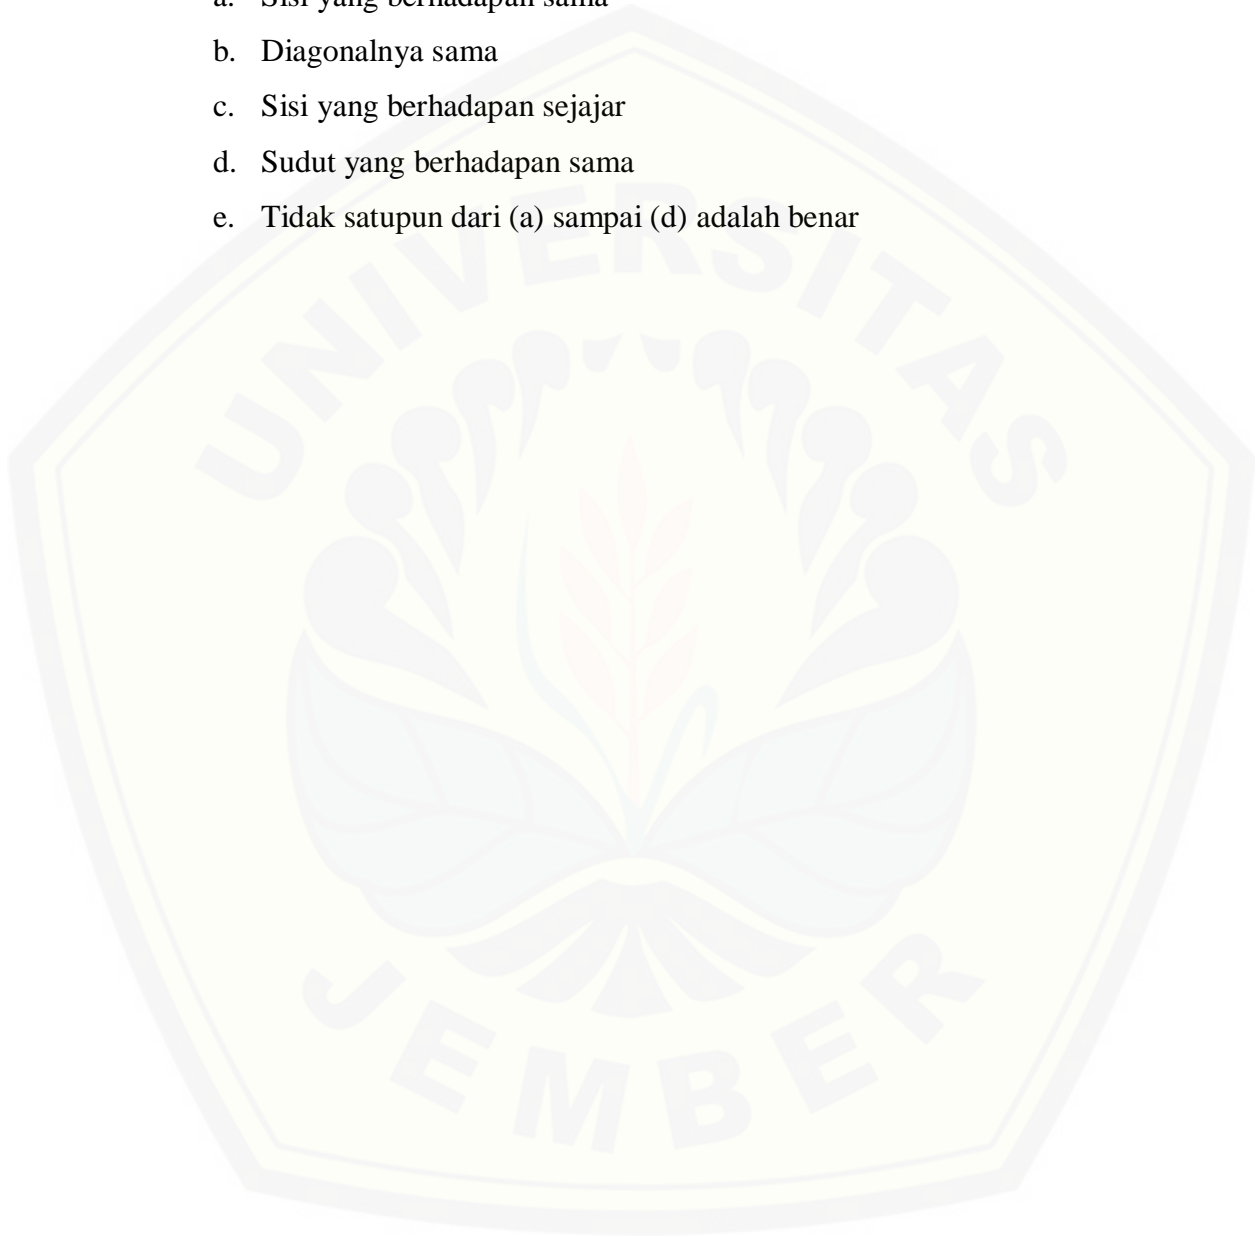 a. Sisi yang berhadapan sama
b. Diagonalnya sama
c. Sisi yang berhadapan sejajar
d. Sudut yang berhadapan sama
e. Tidak satupun dari (a) sampai (d) adalah benar
UNIVERSITAS
JEMBER